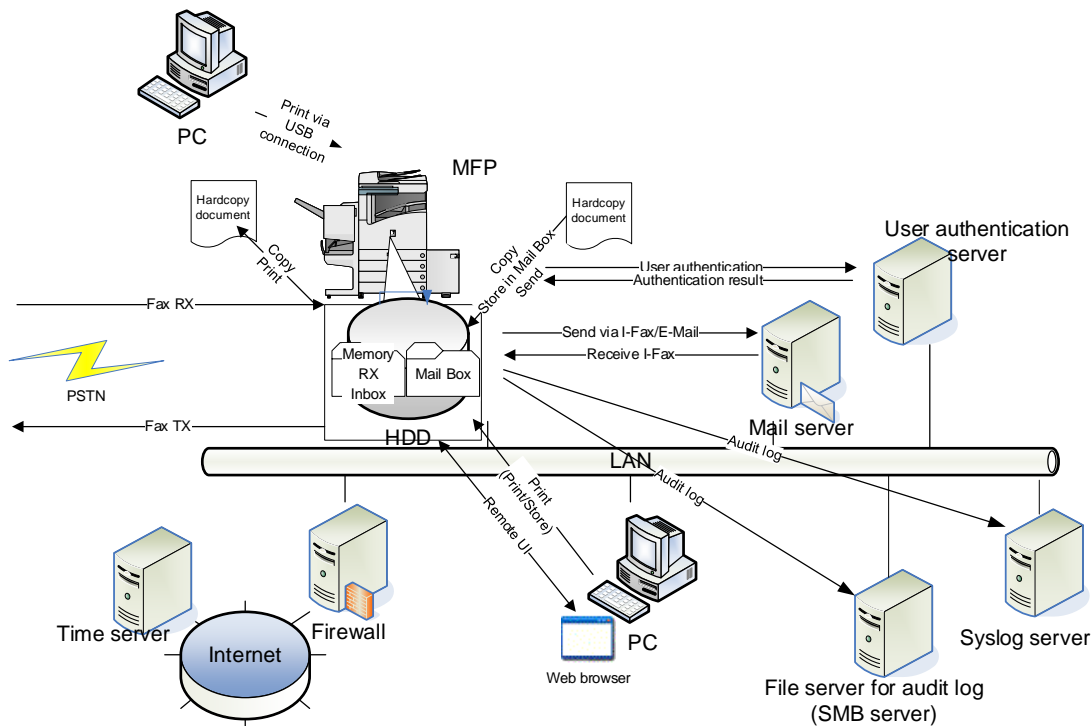 PC
Print via
USB
connection
MFP
Hardcopy
document
Hardcopy
document
Copy
Print
Copy
Store in Mail Box
Send
User authentication
server
User authentication
Authentication result
Fax RX
Send via I-Fax/E-Mail
Receive I-Fax
Memory
RX
Inbox
Mail Box
PSTN
Fax TX
HDD
Mail server
LAN
Audit log
Audit log
Print
(Print/Store)
Remote UI
Time server
Firewall
Internet
PC
Web browser
Syslog server
File server for audit log
(SMB server)